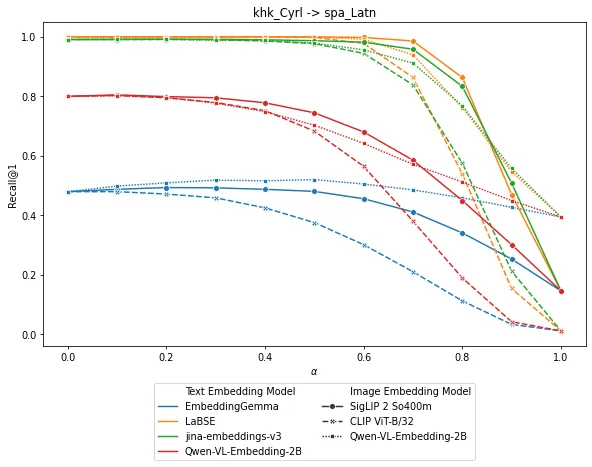 khk_Cyrl -> spa_Latn
Recall@1
1.0
0.8
0.6
0.4
0.2
0.0
0.0 0.2 0.4 0.6 0.8 1.0
α
Text Embedding Model Image Embedding Model
EmbeddingGemma SigLIP 2 So400m
LaBSE CLIP ViT-B/32
jina-embeddings-v3 Qwen-VL-Embedding-2B
Qwen-VL-Embedding-2B